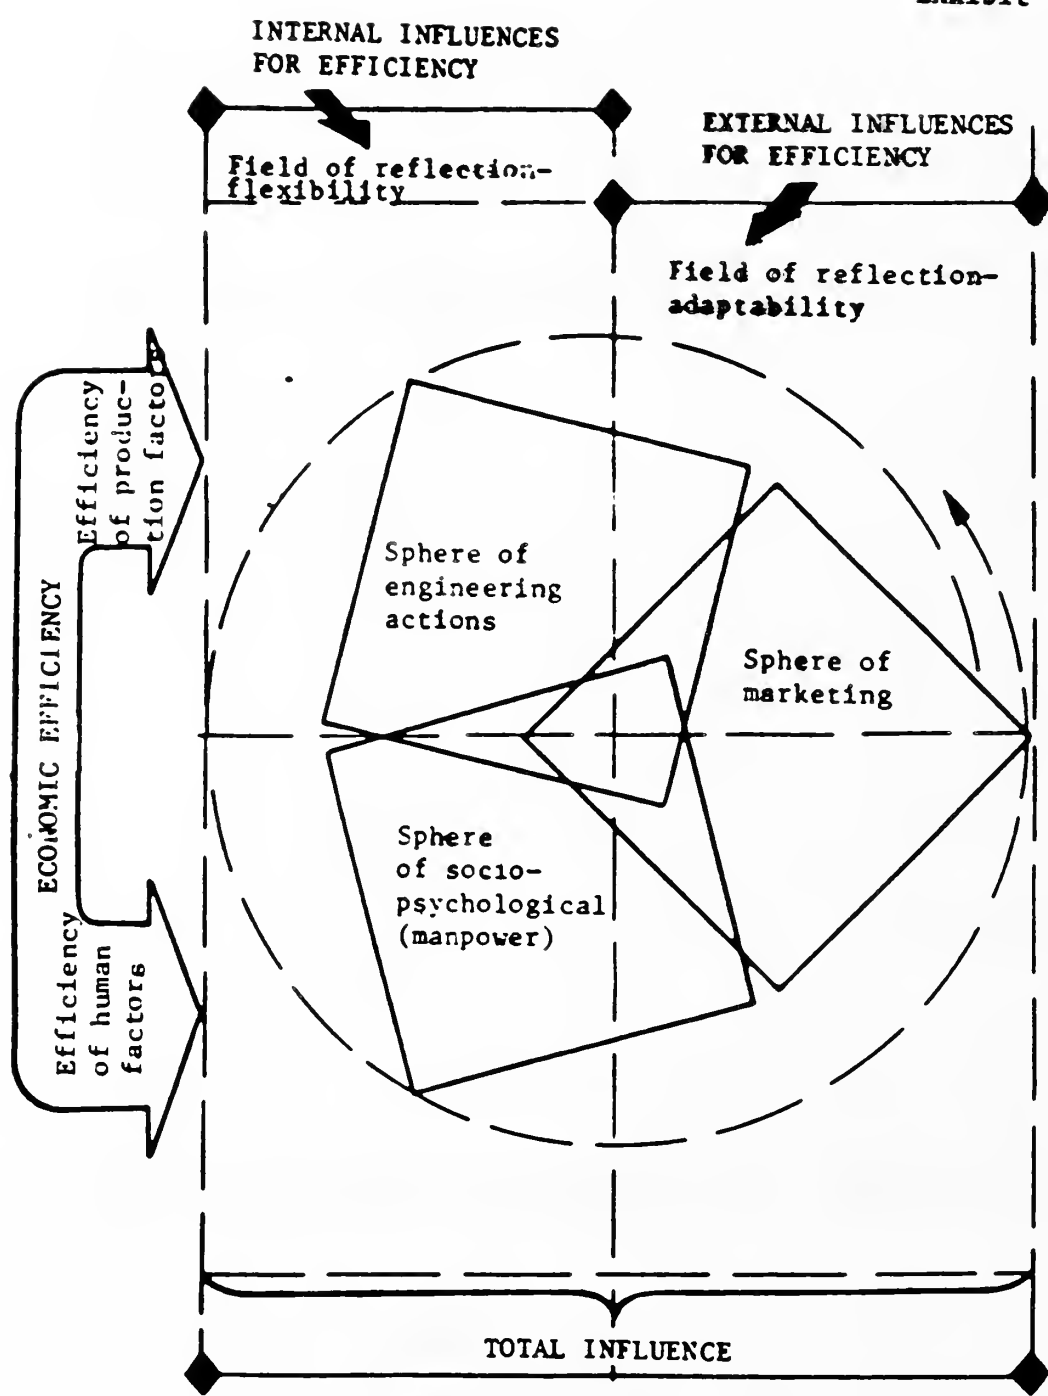 INTERNAL INFLUENCES
FOR EFFICIENCY
EXTERNAL INFLUENCES
FOR EFFICIENCY
Field of reflection-
flexibility
Field of reflection-
adaptability
Efficiency
of produc-
tion factors
ECONOMIC EFFICIENCY
Efficiency
of human
factors
Sphere of
engineering
actions
Sphere of
marketing
Sphere
of socio-
psychological
(manpower)
TOTAL INFLUENCE